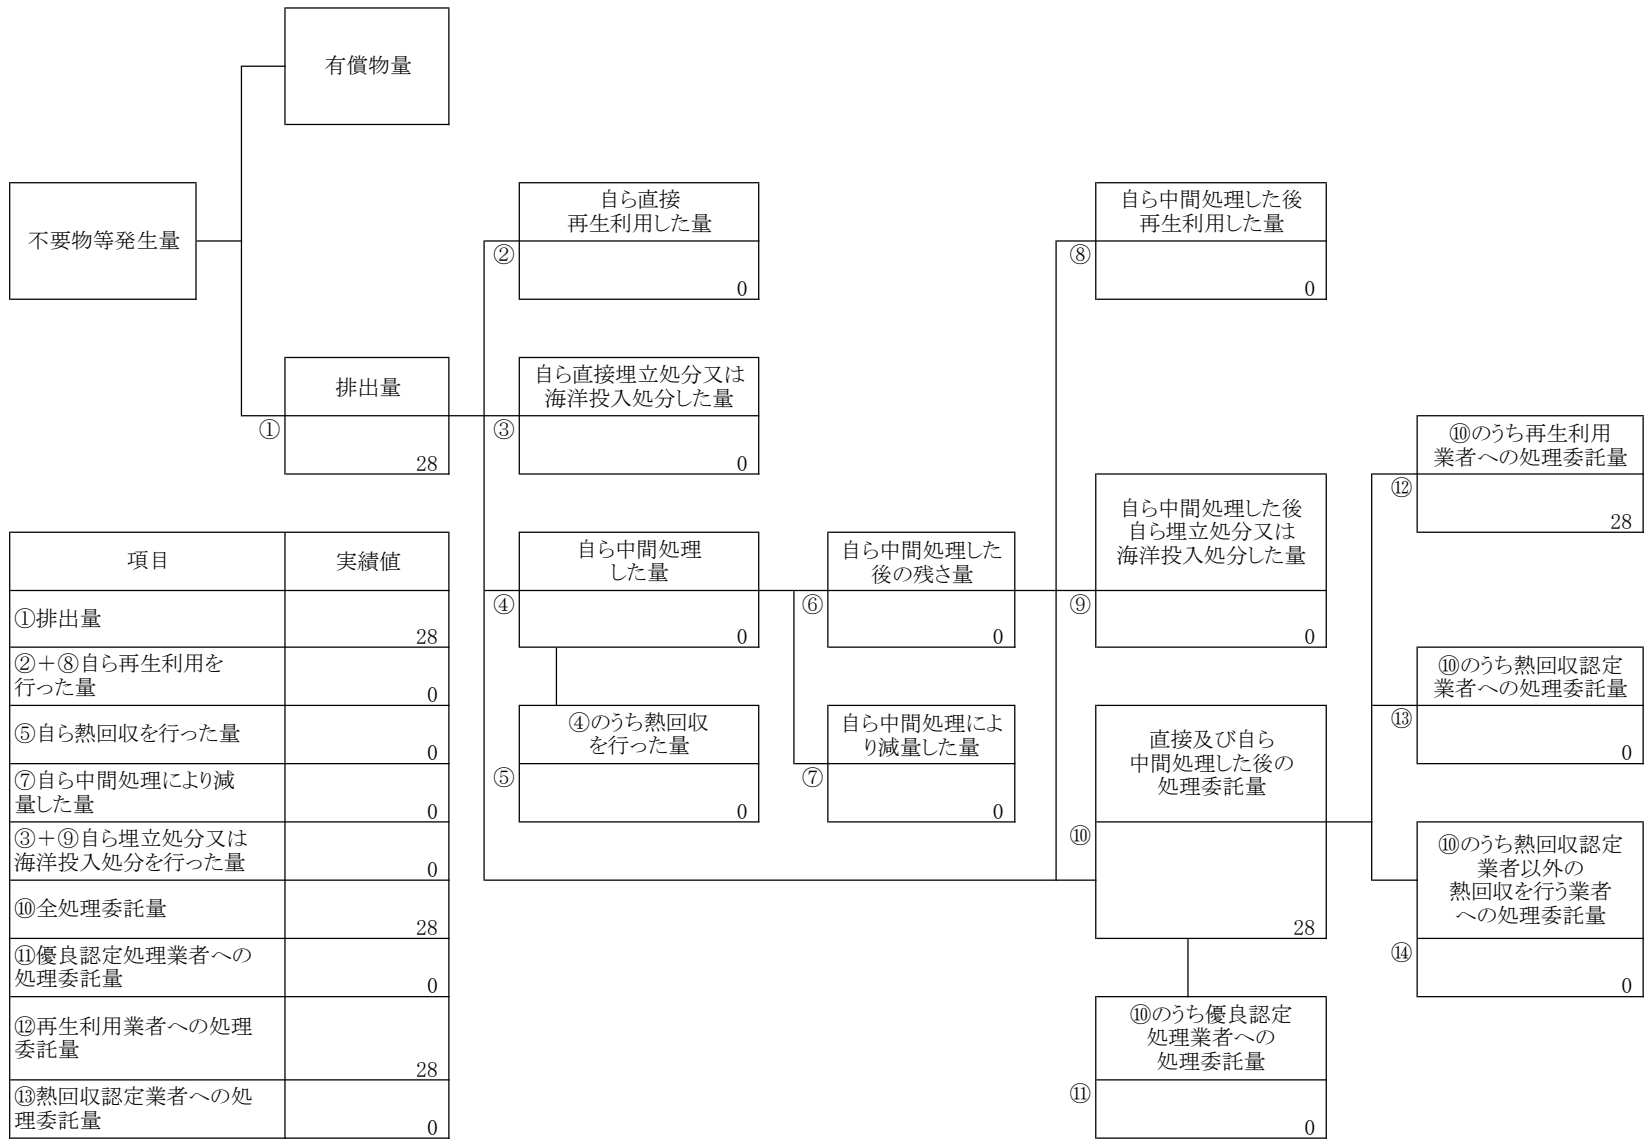 有償物量
不要物等発生量
自ら直接
再生利用した量
②
0
自ら中間処理した後
再生利用した量
⑧
0
排出量
①
28
自ら直接埋立処分又は
海洋投入処分した量
③
0
⑩のうち再生利用
業者への処理委託量
⑫
28
自ら中間処理した後
自ら埋立処分又は
海洋投入処分した量
⑨
0
自ら中間処理
した量
④
0
自ら中間処理した
後の残さ量
⑥
0
④のうち熱回収
を行った量
⑤
0
自ら中間処理によ
り減量した量
⑦
0
直接及び自ら
中間処理した後の
処理委託量
⑩
28
⑩のうち熱回収認定
業者への処理委託量
⑬
0
⑩のうち熱回収認定
業者以外の
熱回収を行う業者
への処理委託量
⑭
0
⑩のうち優良認定
処理業者への
処理委託量
⑪
0
項目 実績値
①排出量
28
②＋⑧自ら再生利用を
行った量
0
⑤自ら熱回収を行った量
0
⑦自ら中間処理により減
量した量
0
③＋⑨自ら埋立処分又は
海洋投入処分を行った量
0
⑩全処理委託量
28
⑪優良認定処理業者への
処理委託量
0
⑫再生利用業者への処理
委託量
28
⑬熱回収認定業者への処
理委託量
0